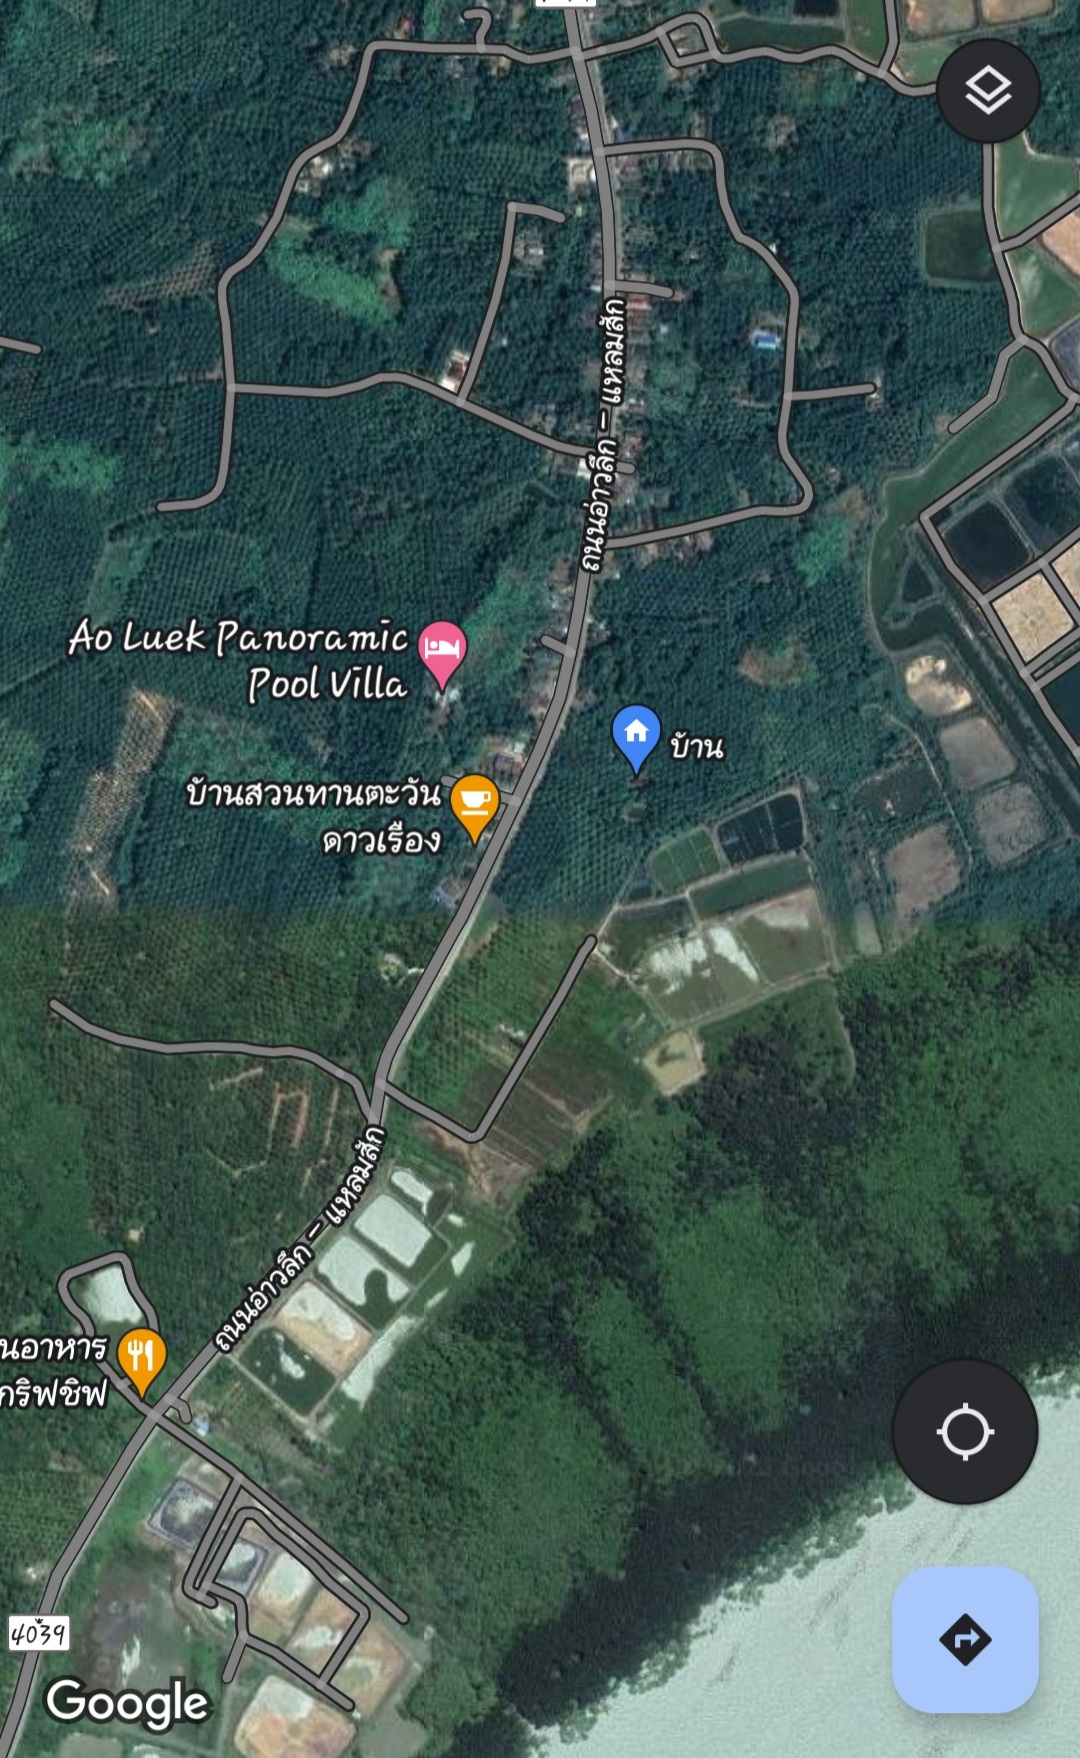 ถนนอ่าวลึก – แหลมสัก
Ao Luek Panoramic
Pool Villa
บ้าน
บ้านสวนทานตะวัน
ดาวเรือง
ถนนอ่าวลึก – แหลมสัก
นอาหาร
กริฟชิฟ
4039
Google